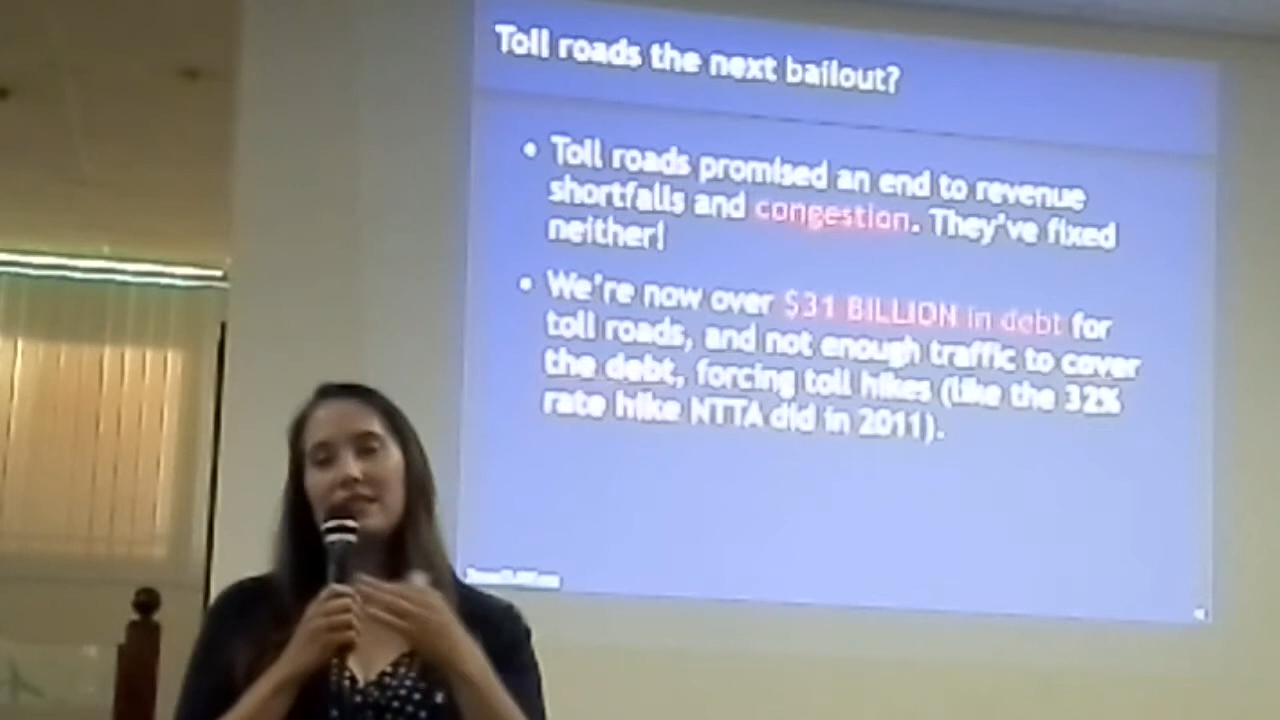 Toll roads the next bailout?
• Toll roads promised an end to revenue
shortfalls and congestion. They've fixed
neither!
• We're now over $31 BILLION in debt for
toll roads, and not enough traffic to cover
the debt, forcing toll hikes (like the 32%
rate hike NTTA did in 2011).